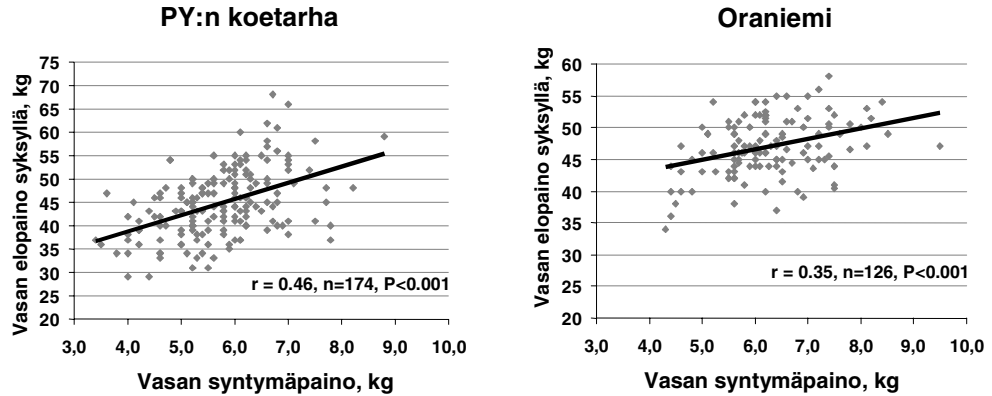 PY:n koetarha
Vasan elopaino syksyllä, kg
75
70
65
60
55
50
45
40
35
30
25
20
r = 0.46, n=174, P<0.001
3,0 4,0 5,0 6,0 7,0 8,0 9,0 10,0
Vasan syntymäpaino, kg
Oraniemi
Vasan elopaino syksyllä, kg
60
55
50
45
40
35
30
25
20
r = 0.35, n=126, P<0.001
3,0 4,0 5,0 6,0 7,0 8,0 9,0 10,0
Vasan syntymäpaino, kg